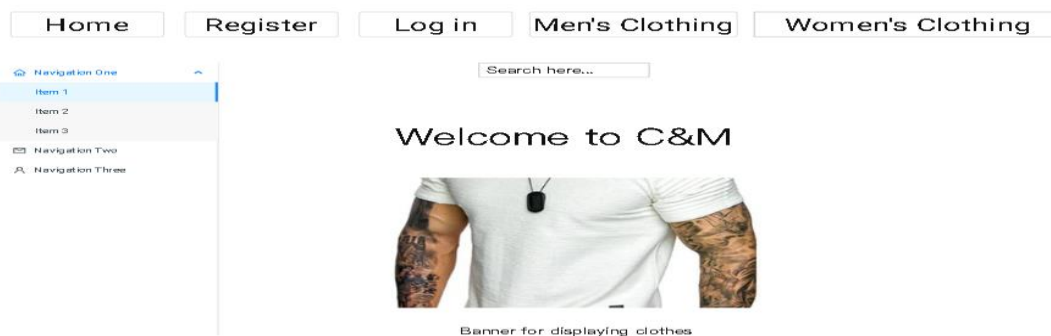 Home Register Log in Men's Clothing Women's Clothing
Search here...
Navigation One
Item 1
Item 2
Item 3
Navigation Two
Navigation Three
Welcome to C&M
Banner for displaying clothes